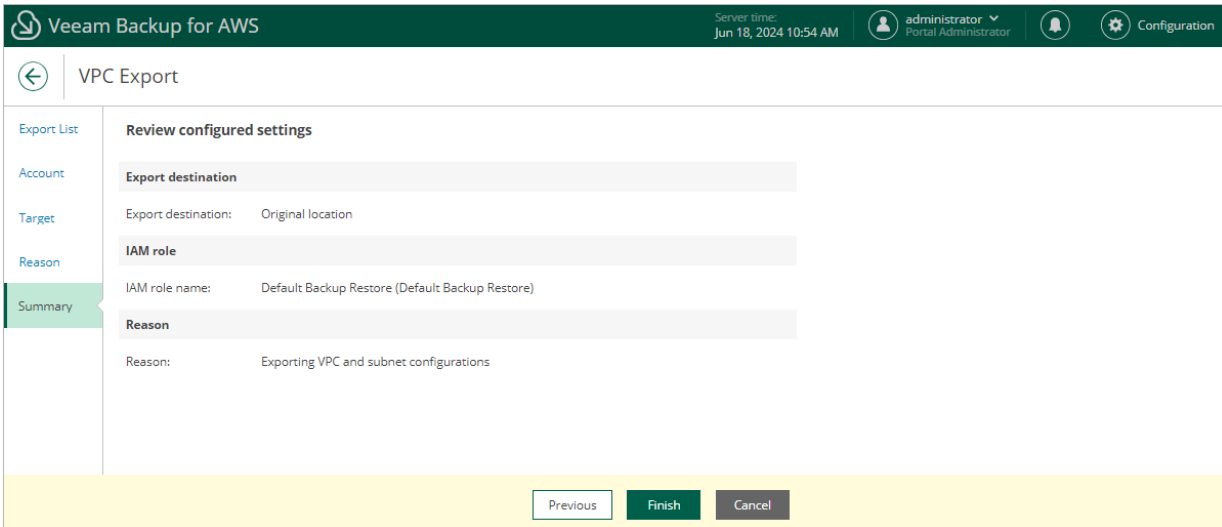 Veeam Backup for AWS
Server time:
Jun 18, 2024 10:54 AM
administrator
Portal Administrator
Configuration
VPC Export
Export List
Account
Target
Reason
Summary
Review configured settings
Export destination
Export destination: Original location
IAM role
IAM role name: Default Backup Restore (Default Backup Restore)
Reason
Reason: Exporting VPC and subnet configurations
Previous
Finish
Cancel